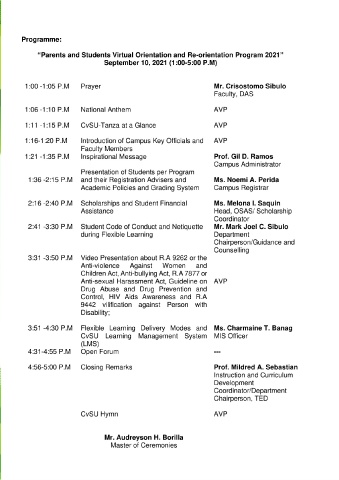 Programme:
“Parents and Students Virtual Orientation and Re-orientation Program 2021”
September 10, 2021 (1:00-5:00 P.M)
1:00 -1:05 P.M Prayer Mr. Crisostomo Sibulo
Faculty, DAS
1:06 -1:10 P.M National Anthem AVP
1:11 -1:15 P.M CvSU-Tanza at a Glance AVP
1:16-1:20 P.M Introduction of Campus Key Officials and AVP
Faculty Members
1:21 -1:35 P.M Inspirational Message Prof. Gil D. Ramos
Campus Administrator
Presentation of Students per Program
1:36 -2:15 P.M and their Registration Advisers and Ms. Noemi A. Perida
Academic Policies and Grading System Campus Registrar
2:16 -2:40 P.M Scholarships and Student Financial Ms. Melona I. Saquin
Assistance Head, OSAS/ Scholarship
Coordinator
2:41 -3:30 P.M Student Code of Conduct and Netiquette Mr. Mark Joel C. Sibulo
during Flexible Learning Department
Chairperson/Guidance and
Counselling
3:31 -3:50 P.M Video Presentation about R.A 9262 or the
Anti-violence Against Women and
Children Act, Anti-bullying Act, R.A 7877 or
Anti-sexual Harassment Act, Guideline on AVP
Drug Abuse and Drug Prevention and
Control, HIV Aids Awareness and R.A
9442 vilification against Person with
Disability;
3:51 -4:30 P.M Flexible Learning Delivery Modes and Ms. Charmaine T. Banag
CvSU Learning Management System MIS Officer
(LMS)
4:31-4:55 P.M Open Forum ---
4:56-5:00 P.M Closing Remarks Prof. Mildred A. Sebastian
Instruction and Curriculum
Development
Coordinator/Department
Chairperson, TED
CvSU Hymn AVP
Mr. Audreyson H. Borilla
Master of Ceremonies